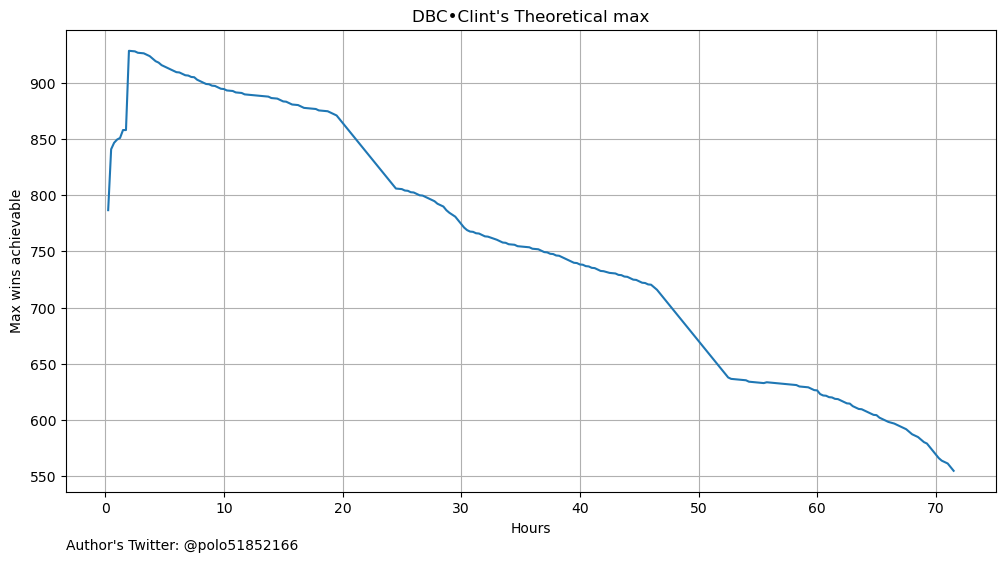 DBC•Clint's Theoretical max
Max wins achievable
900
850
800
750
700
650
600
550
0 10 20 30 40 50 60 70
Hours
Author's Twitter: @polo51852166